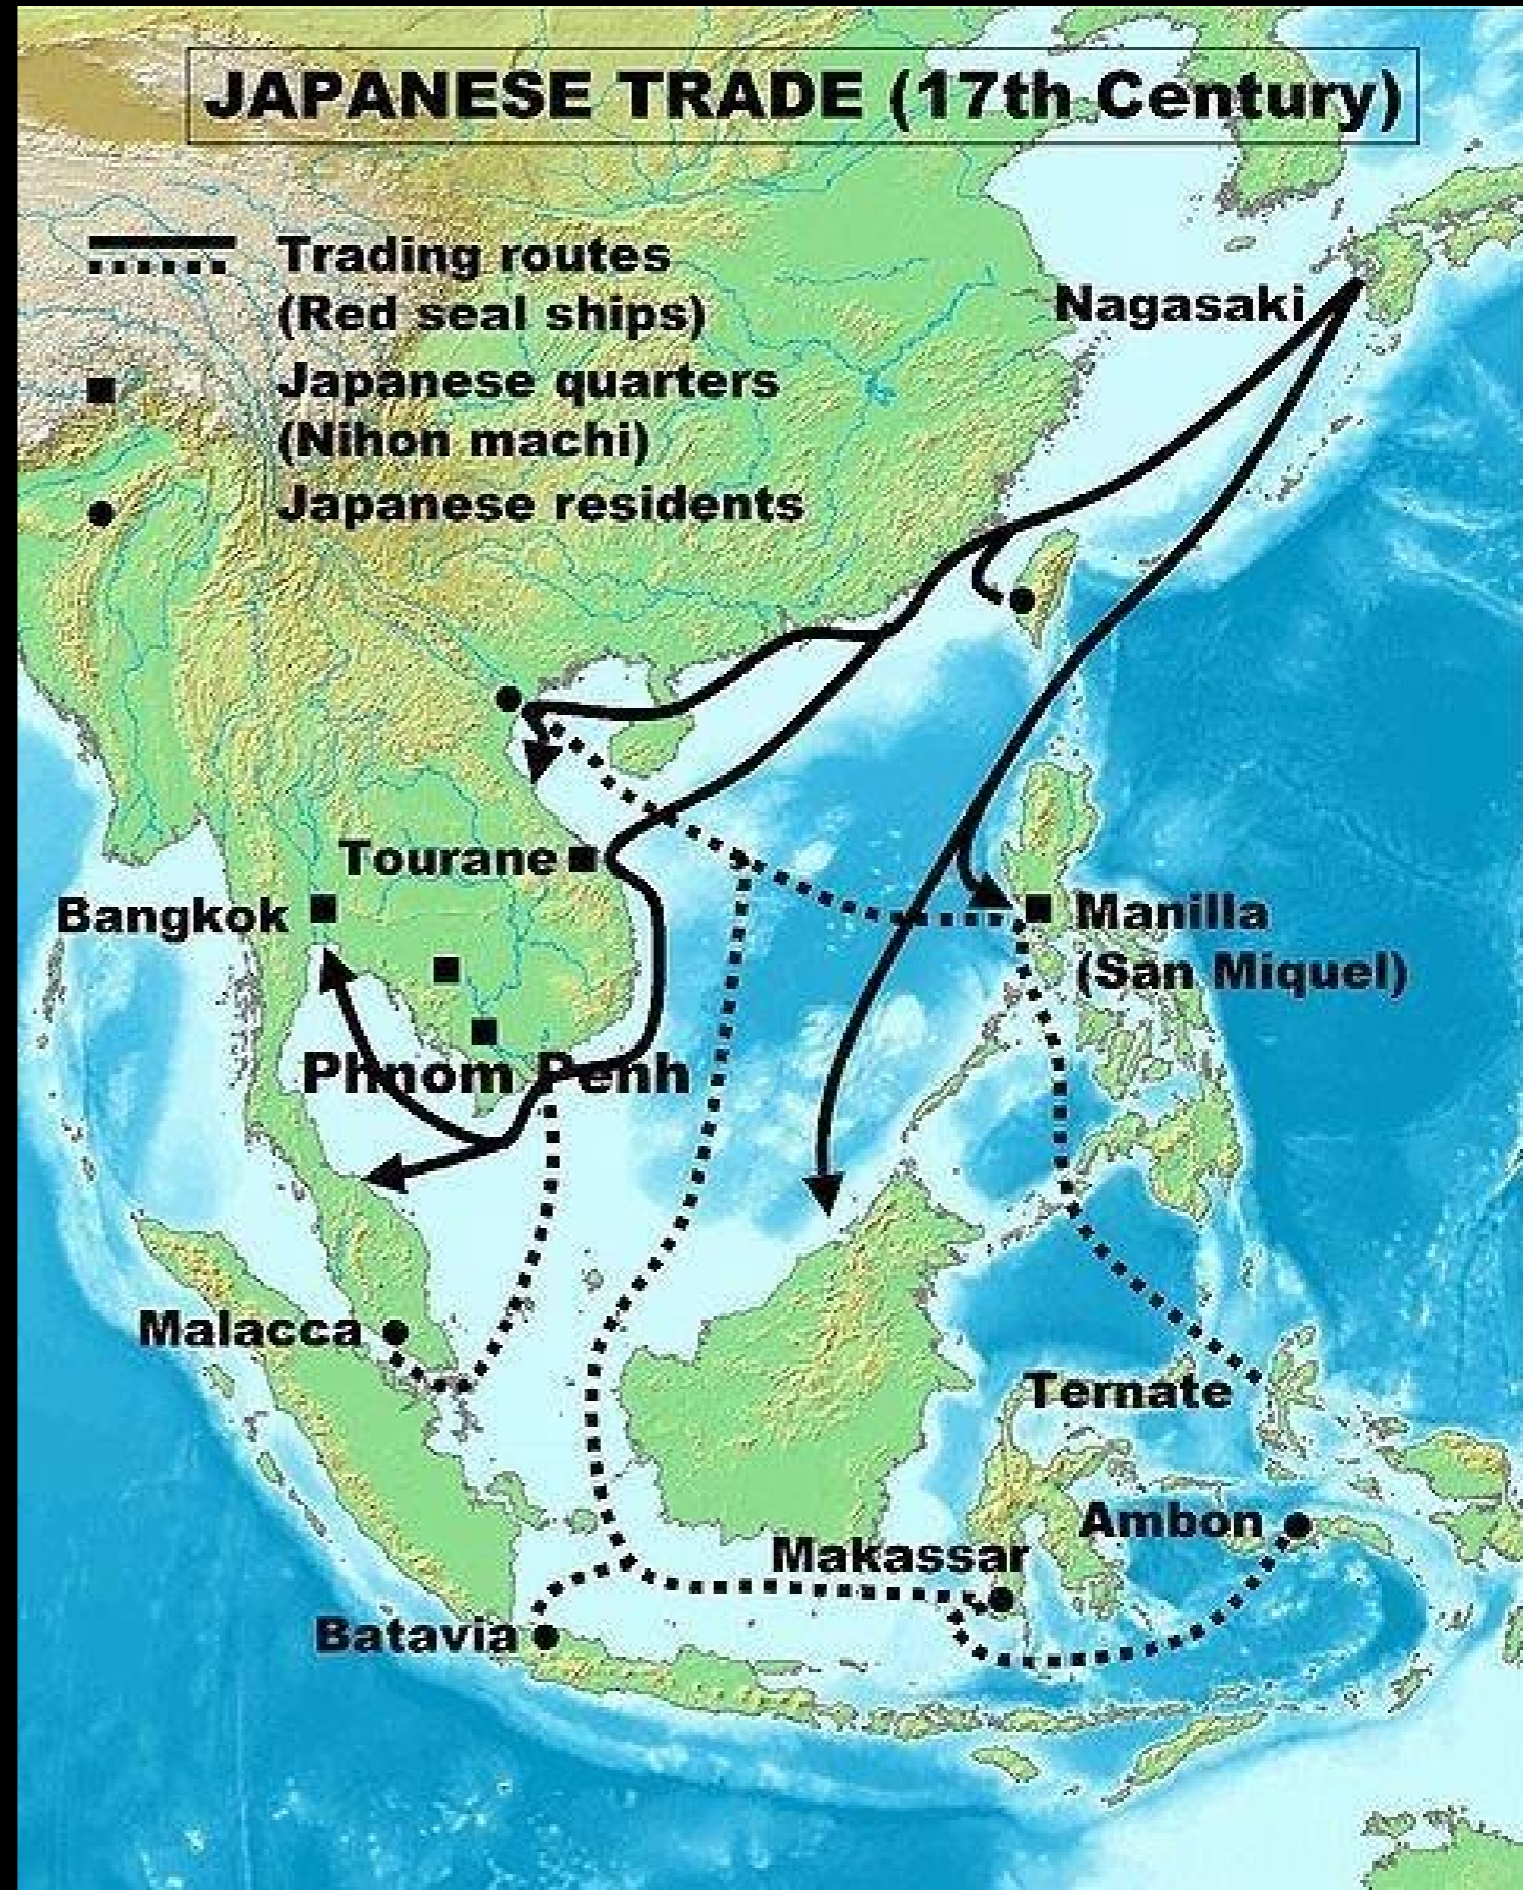 JAPANESE TRADE (17th Century)
Trading routes
(Red seal ships)
Japanese quarters
(Nihon machi)
Japanese residents
Nagasaki
Tourane
Bangkok
Manilla
(San Miquel)
Phnom Penh
Malacca
Ternate
Ambon
Makassar
Batavia